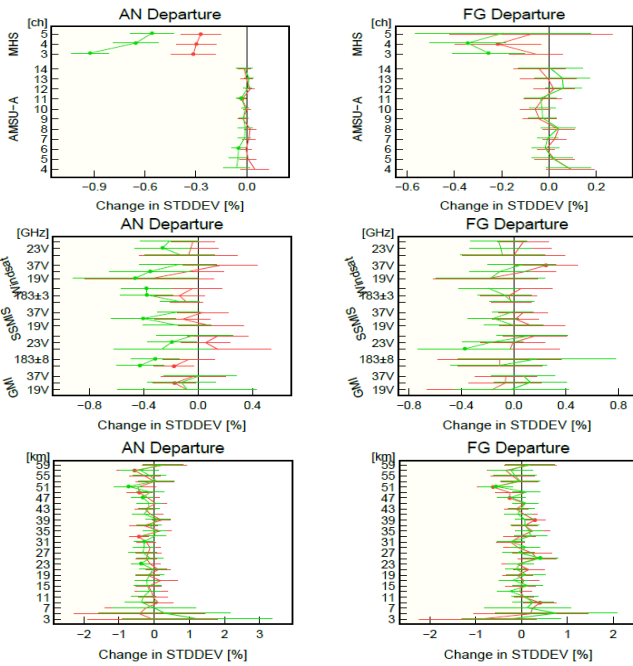 AN Departure
[ch]
MHS
5
4
3
AMSU-A
14
13
12
11
10
9
8
7
6
5
4
−0.9 −0.6 −0.3 0.0
Change in STDDEV [%]
FG Departure
[ch]
MHS
5
4
3
AMSU-A
14
13
12
11
10
9
8
7
6
5
4
−0.6 −0.4 −0.2 0.0 0.2
Change in STDDEV [%]
AN Departure
[GHz]
Windsat
23V
37V
19V
SSMIS
183±3
37V
19V
23V
GMI
183±8
37V
19V
−0.8 −0.4 0.0 0.4
Change in STDDEV [%]
FG Departure
[GHz]
Windsat
23V
37V
19V
SSMIS
183±3
37V
19V
23V
GMI
183±8
37V
19V
−0.8 −0.4 0.0 0.4 0.8
Change in STDDEV [%]
AN Departure
[km]
59
55
51
47
43
39
35
31
27
23
19
15
11
7
3
−2 −1 0 1 2 3
Change in STDDEV [%]
FG Departure
[km]
59
55
51
47
43
39
35
31
27
23
19
15
11
7
3
−2 −1 0 1 2
Change in STDDEV [%]